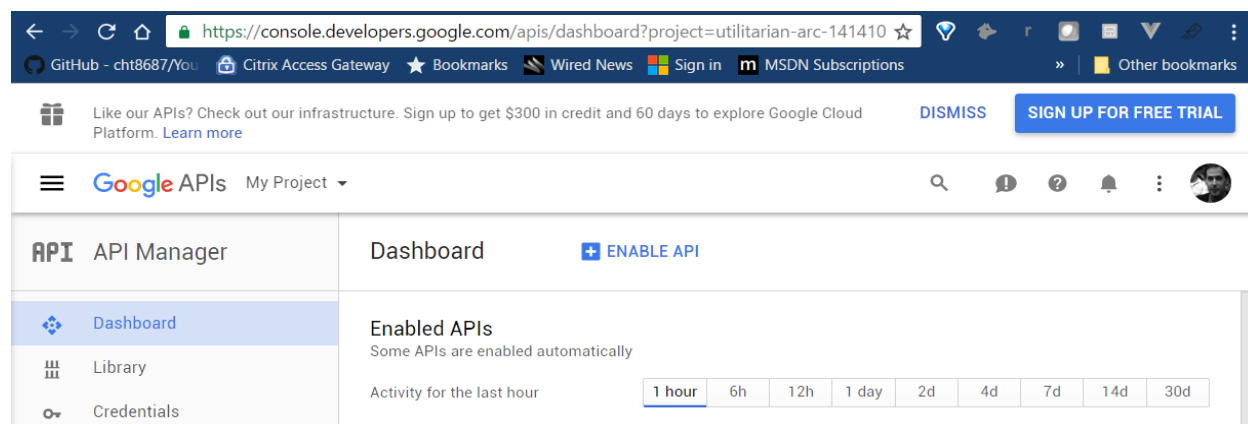 https://console.developers.google.com/apis/dashboard?project=utilitarian-arc-141410
GitHub - cht8687/You Citrix Access Gateway Bookmarks Wired News Sign in m MSDN Subscriptions » Other bookmarks
Like our APIs? Check out our infrastructure. Sign up to get $300 in credit and 60 days to explore Google Cloud
Platform. Learn more
DISMISS SIGN UP FOR FREE TRIAL
Google APIs My Project
API API Manager
Dashboard ENABLE API
Dashboard
Library
Credentials
Enabled APIs
Some APIs are enabled automatically
Activity for the last hour 1 hour 6h 12h 1 day 2d 4d 7d 14d 30d